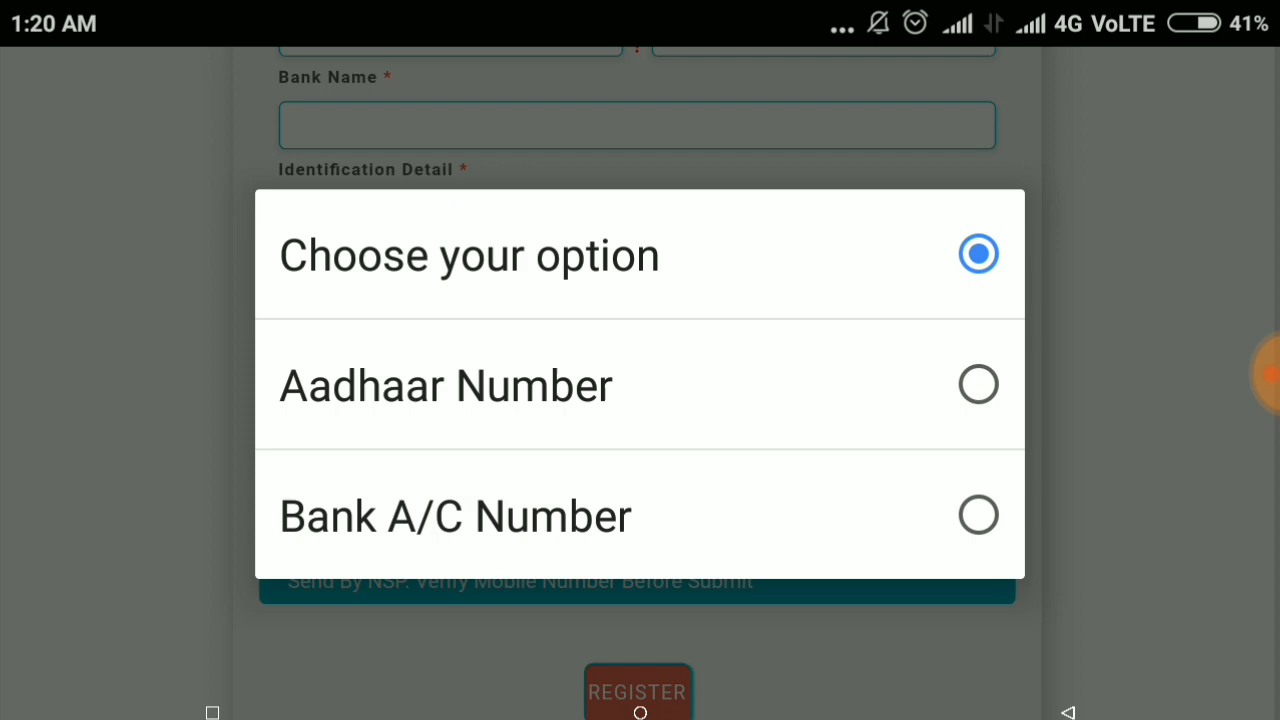 1:20 AM
4G VoLTE 41%
Bank Name *
Identification Detail *
Choose your option
Aadhaar Number
Bank A/C Number
Send By NSP. Verify Mobile Number Before Submit
REGISTER